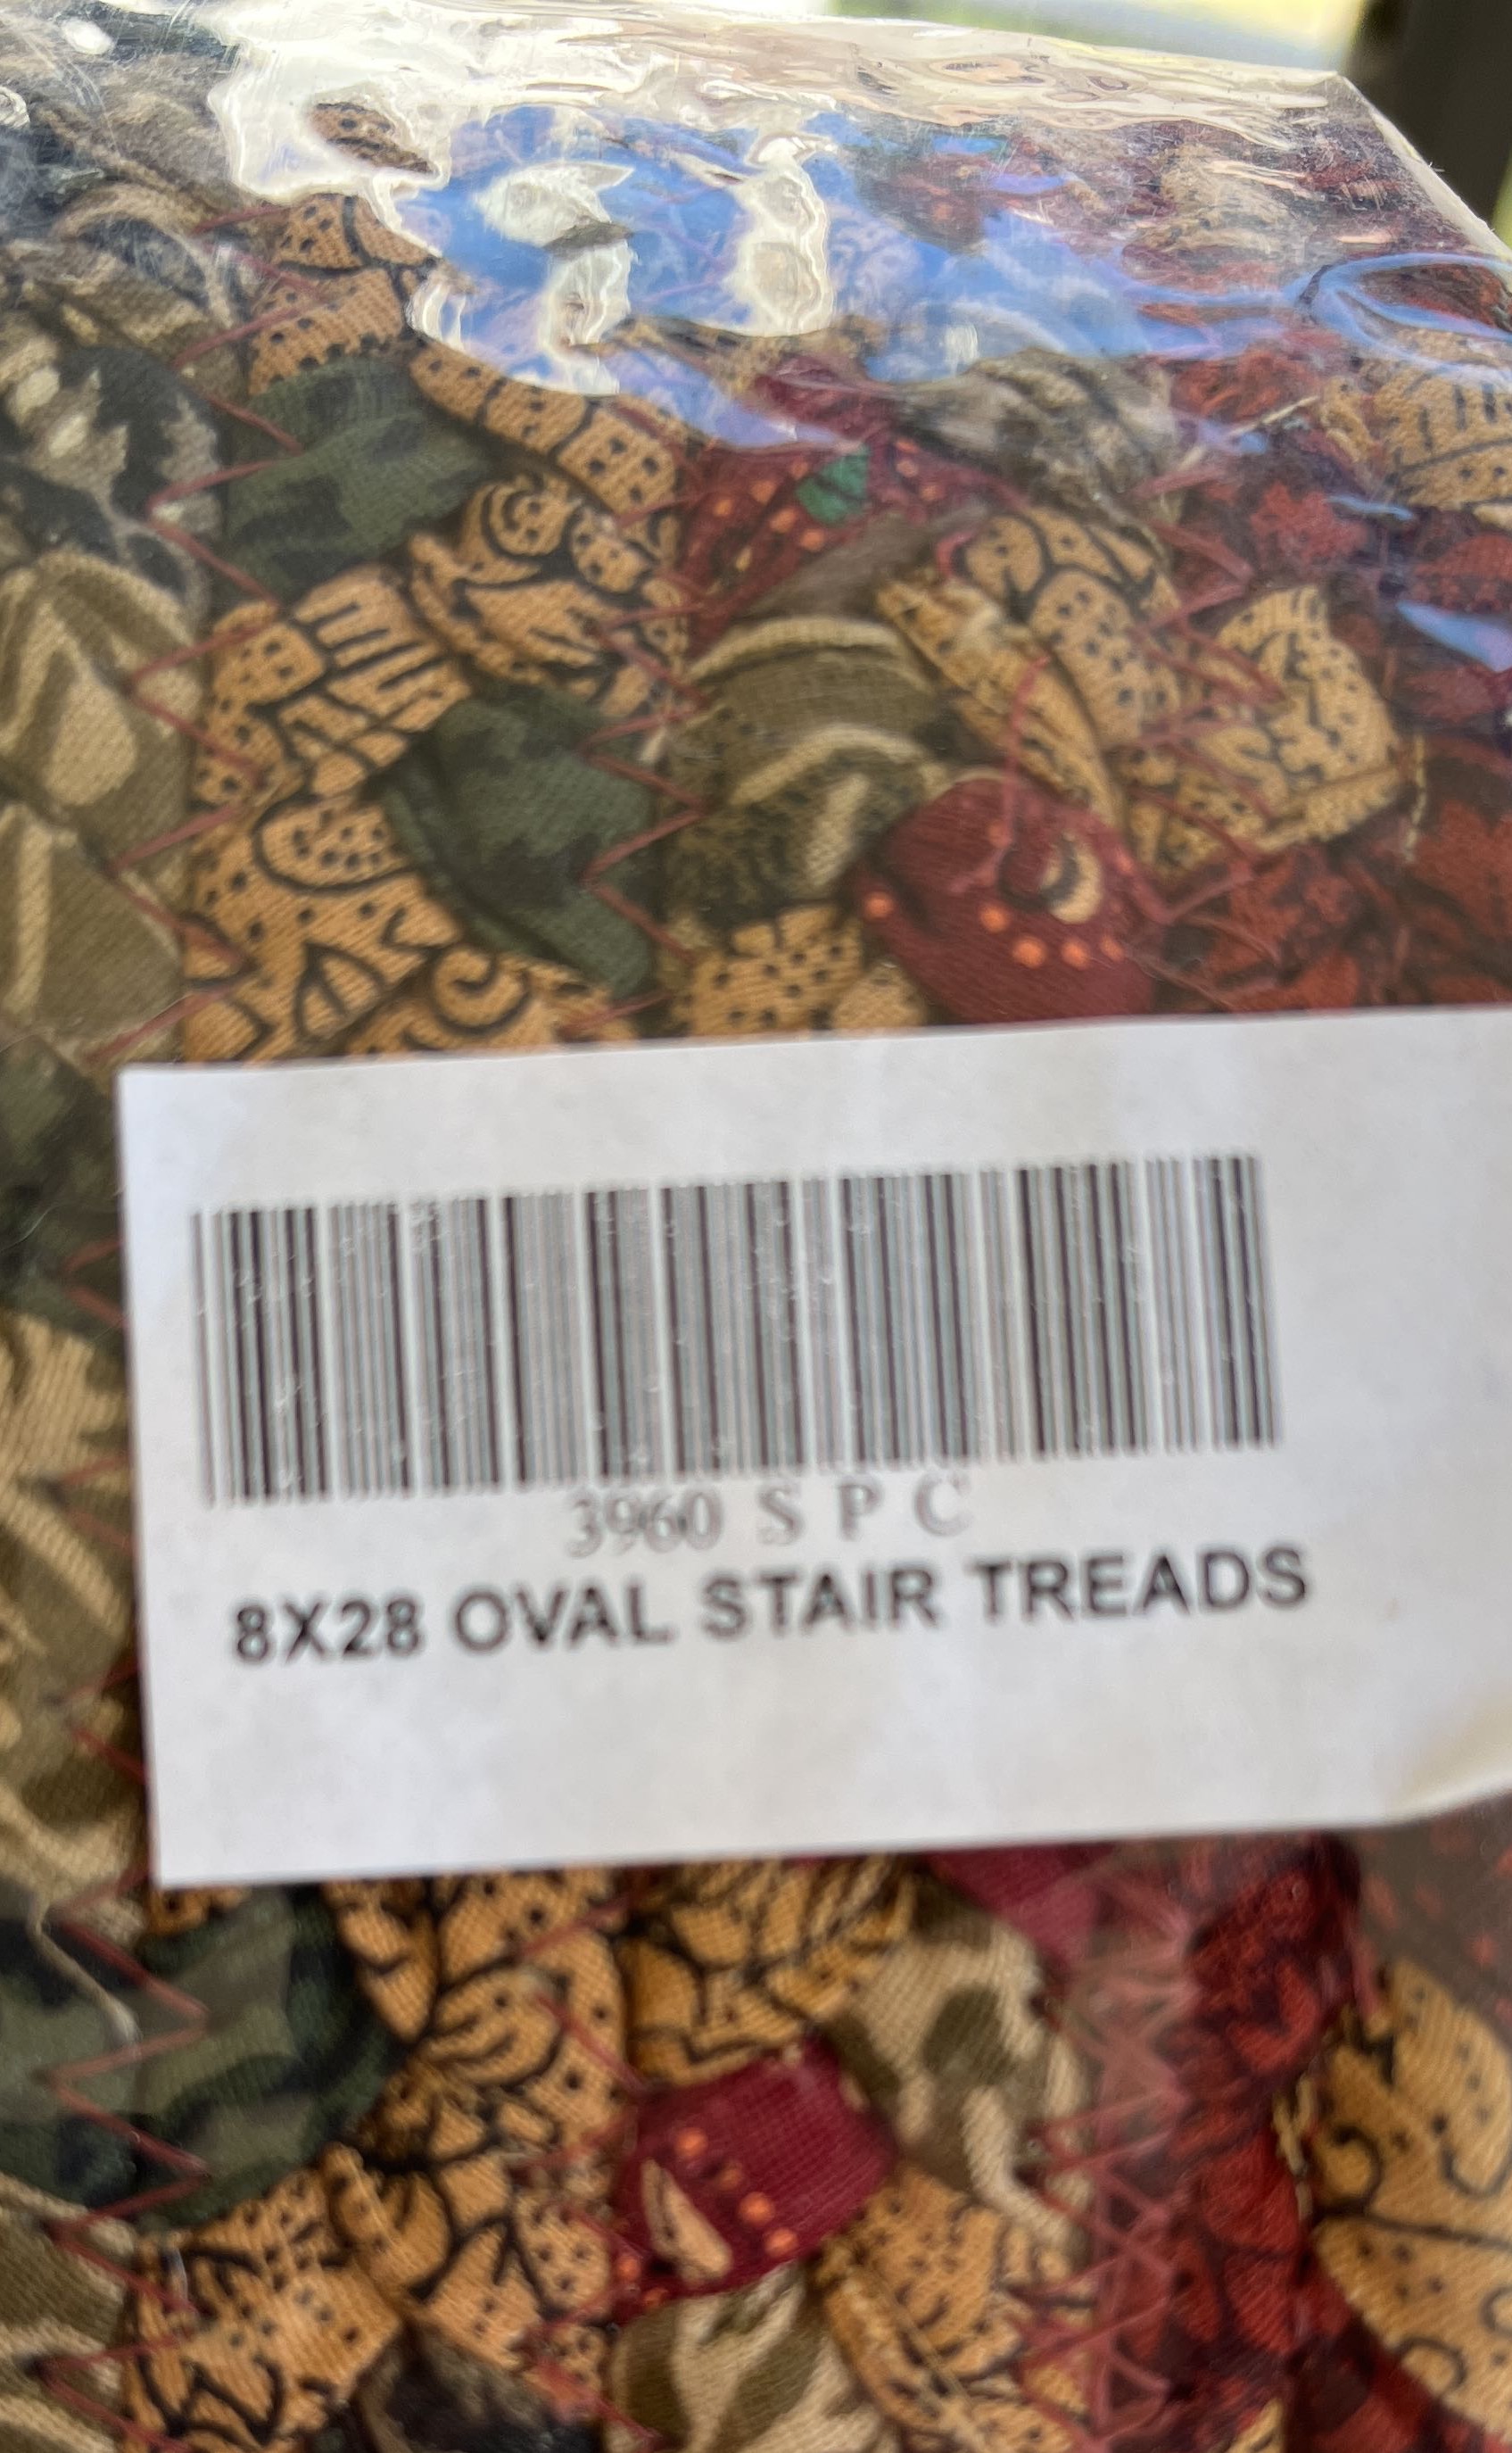 3960 S P C
8X28 OVAL STAIR TREADS